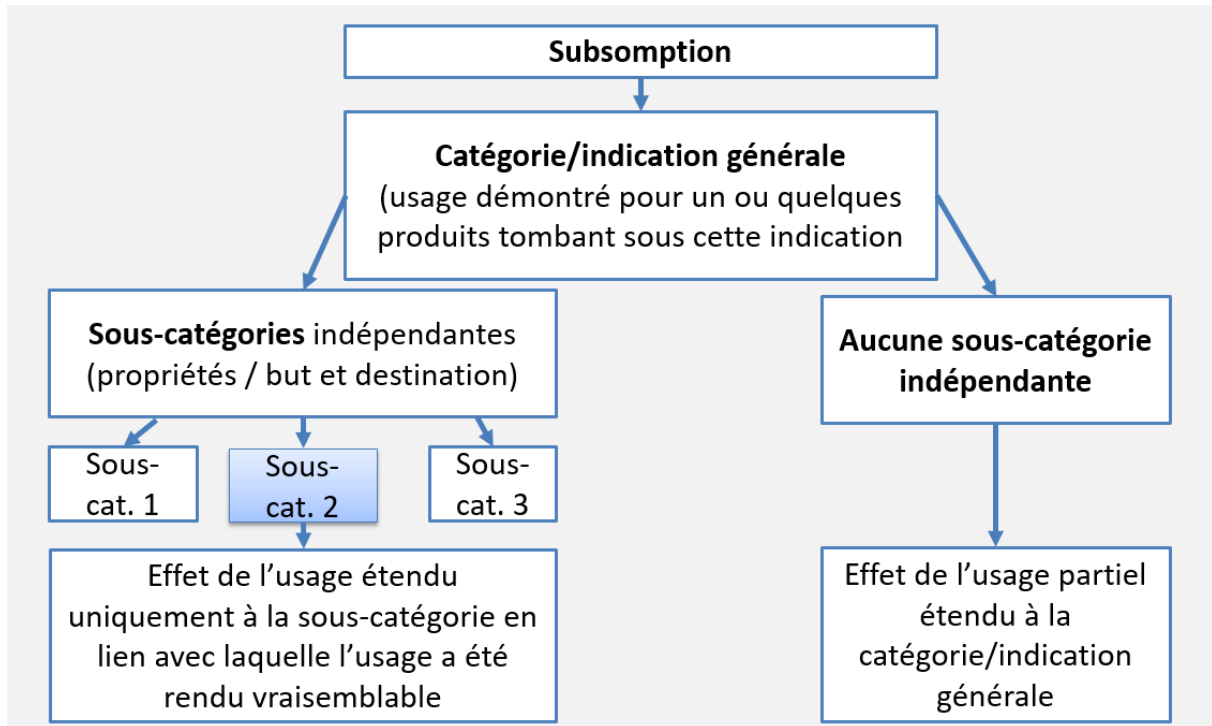 Subsomption
Catégorie/indication générale
(usage démontré pour un ou quelques
produits tombant sous cette indication
Sous-catégories indépendantes
(propriétés / but et destination)
Aucune sous-catégorie
indépendante
Sous-
cat. 1
Sous-
cat. 2
Sous-
cat. 3
Effet de l’usage étendu
uniquement à la sous-catégorie en
lien avec laquelle l’usage a été
rendu vraisemblable
Effet de l’usage partiel
étendu à la
catégorie/indication
générale